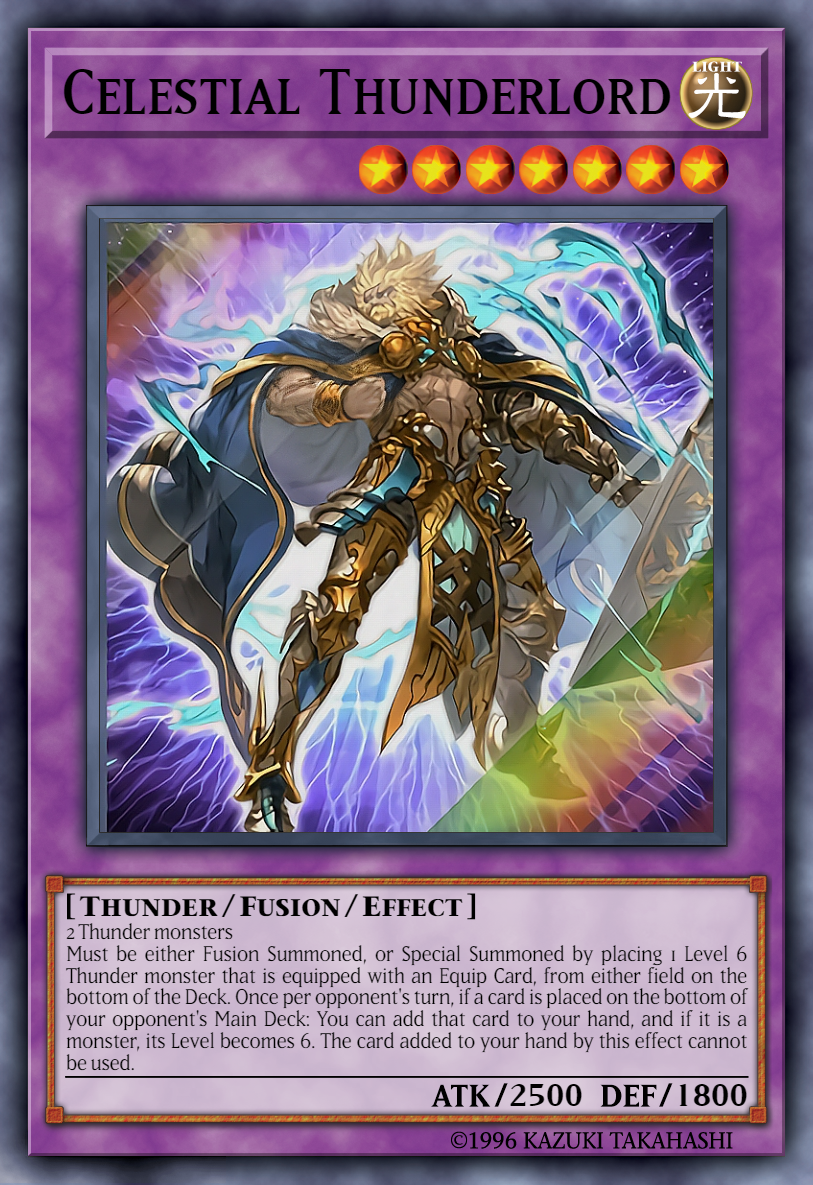 Celestial Thunderlord
LIGHT
光
[ Thunder / Fusion / Effect ]
2 Thunder monsters
Must be either Fusion Summoned, or Special Summoned by placing 1 Level 6
Thunder monster that is equipped with an Equip Card, from either field on the
bottom of the Deck. Once per opponent's turn, if a card is placed on the bottom of
your opponent's Main Deck: You can add that card to your hand, and if it is a
monster, its Level becomes 6. The card added to your hand by this effect cannot
be used.
ATK/2500 DEF/1800
©1996 KAZUKI TAKAHASHI